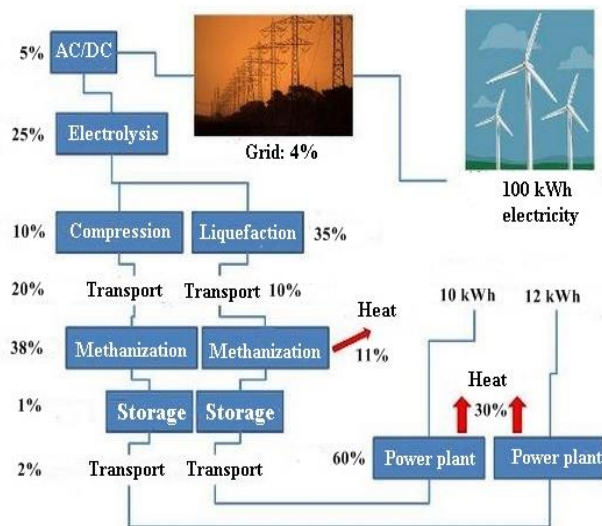 5%
AC/DC
25%
Electrolysis
Grid: 4%
100 kWh
electricity
10%
Compression
Liquefaction
35%
20%
Transport
Transport
10%
10 kWh
12 kWh
Heat
38%
Methanization
Methanization
11%
Heat
30%
1%
Storage
Storage
2%
Transport
Transport
60%
Power plant
Power plant